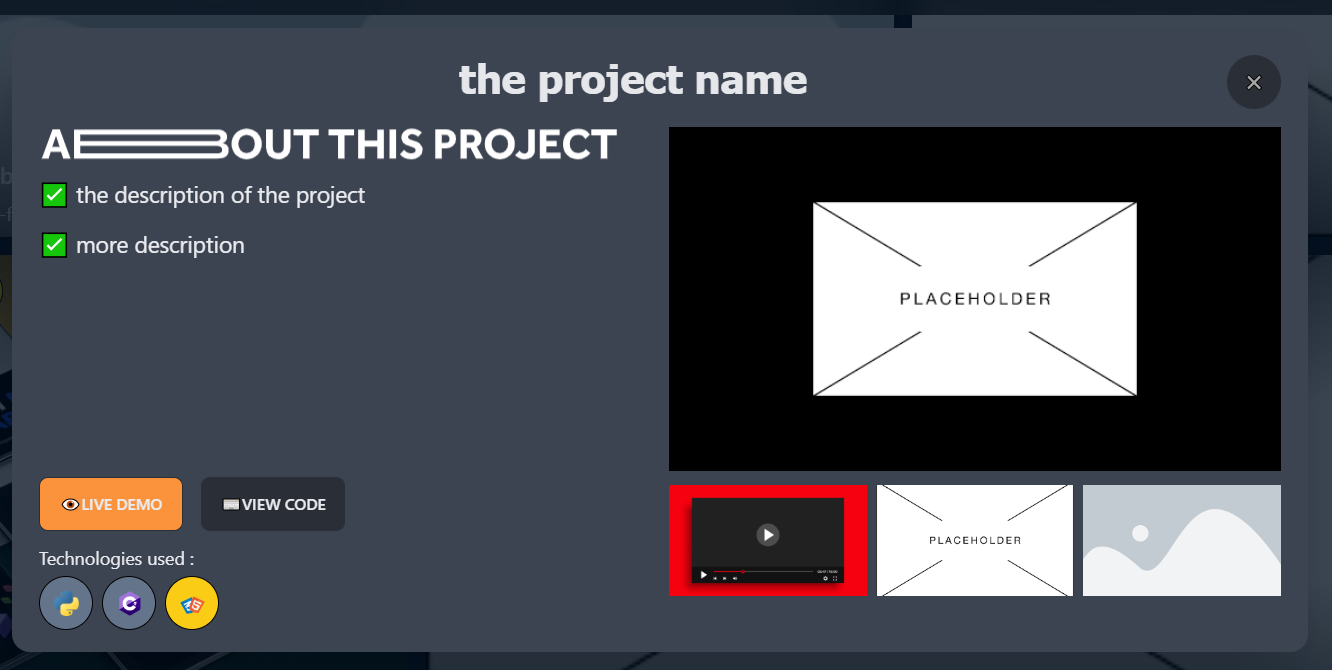 the project name
ABOUT THIS PROJECT
the description of the project
more description
PLACEHOLDER
LIVE DEMO
VIEW CODE
PLACEHOLDER
Technologies used :